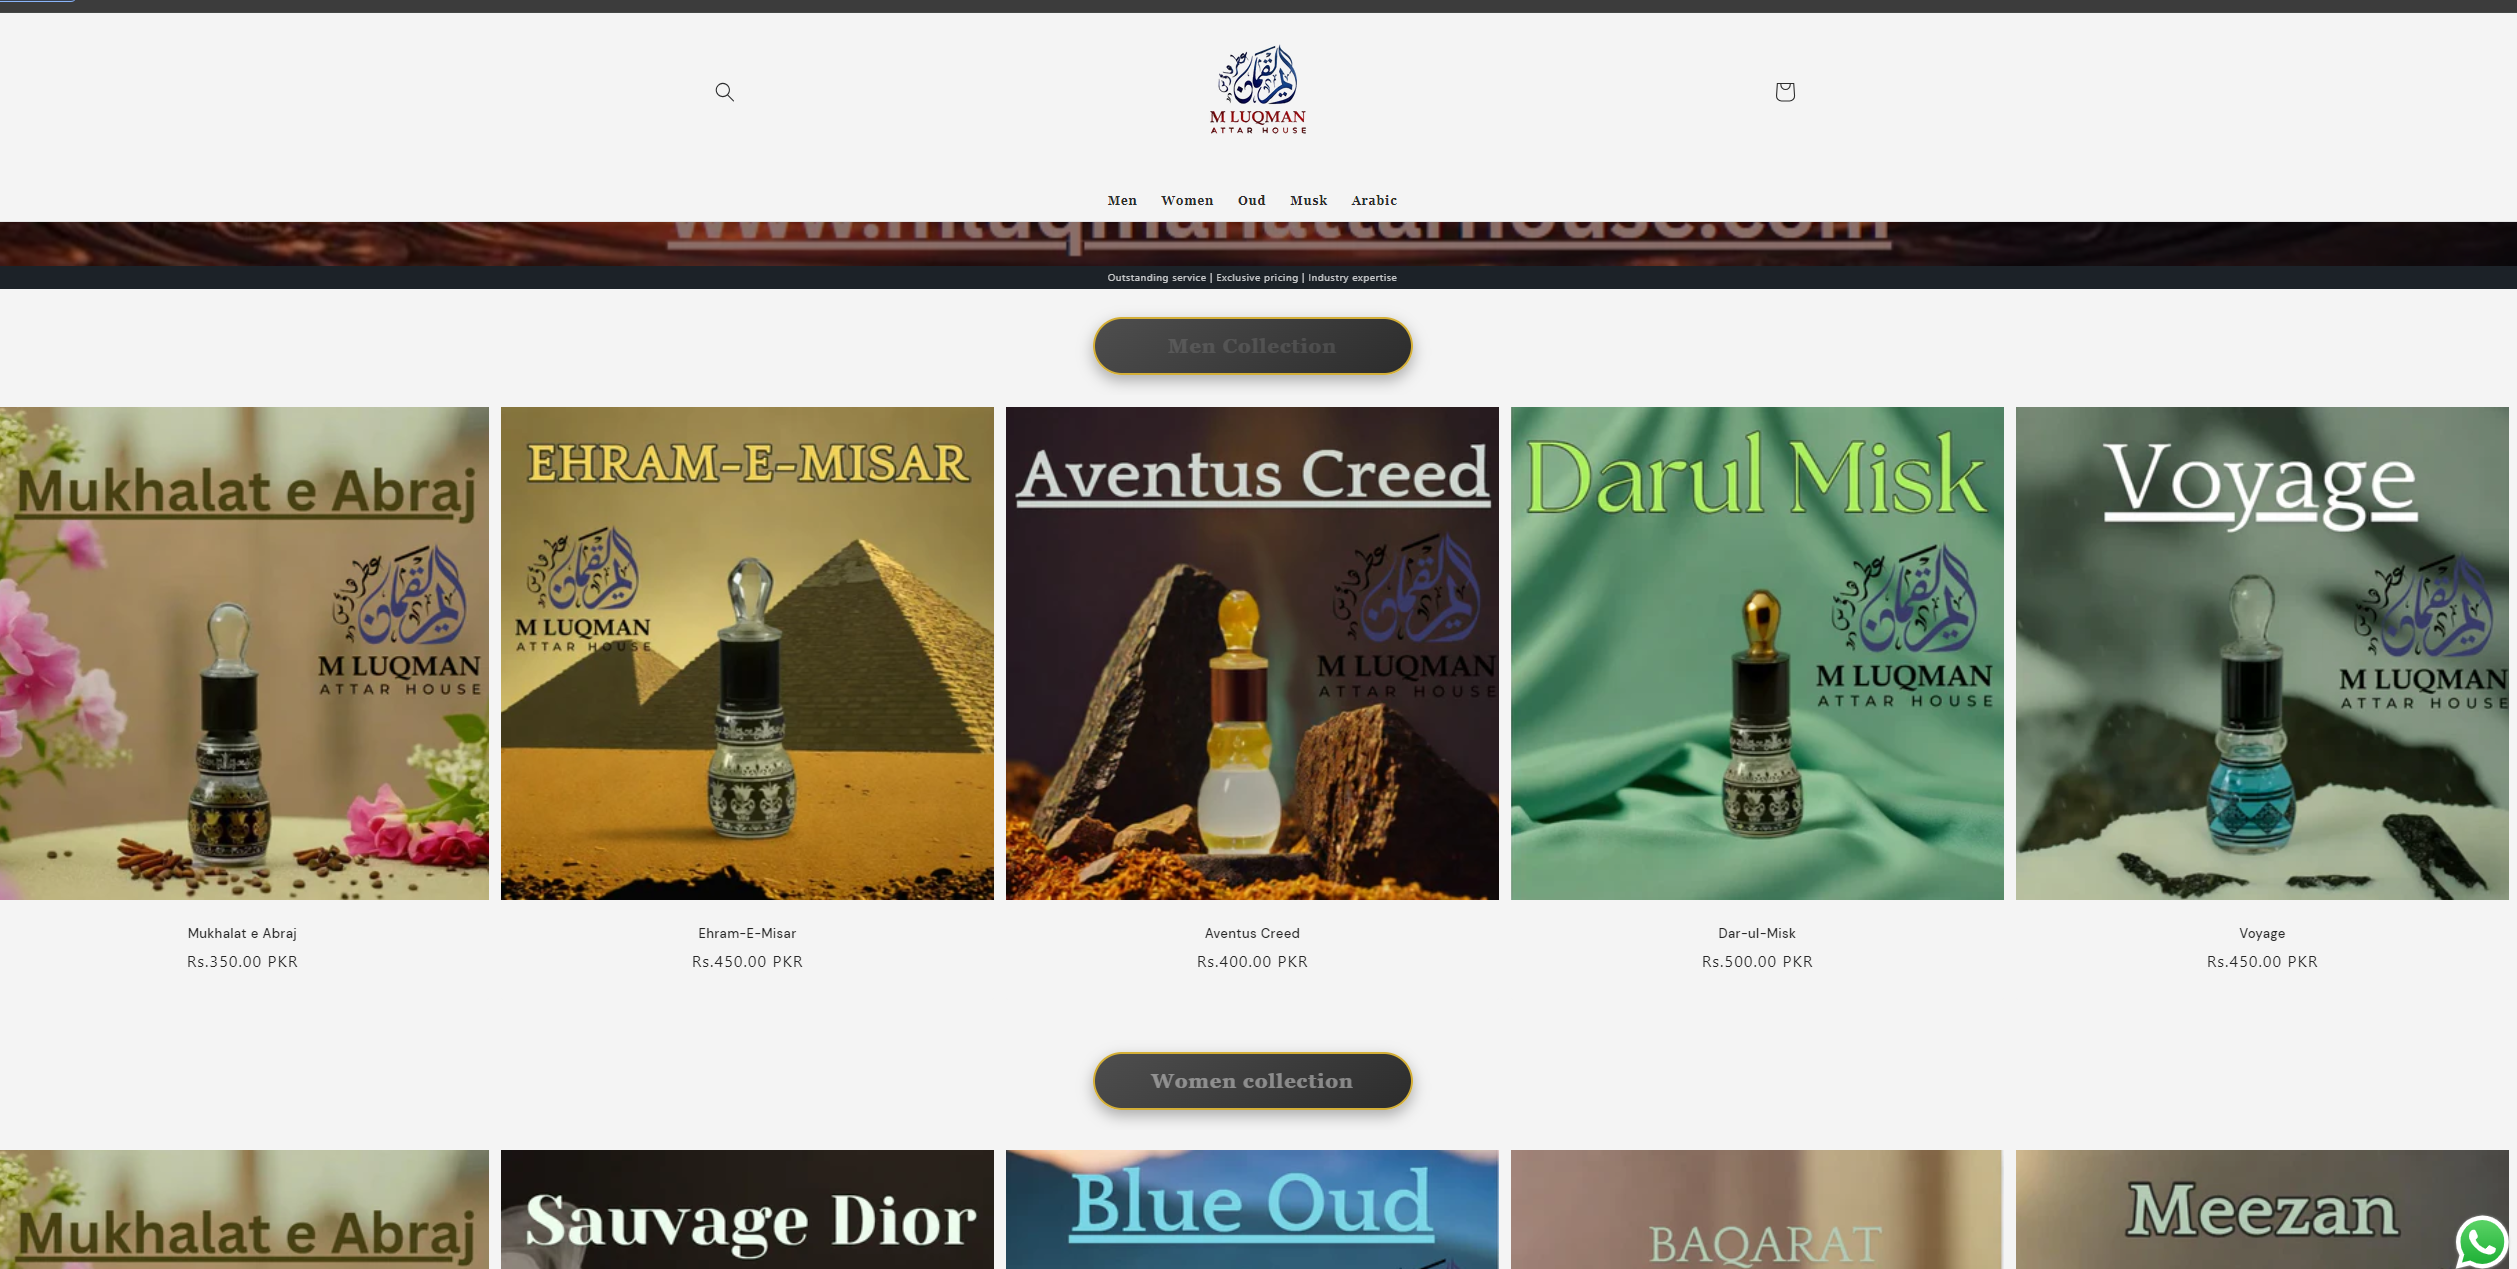 M LUQMAN
ATTAR HOUSE
Men Women Oud Musk Arabic
www.mluqmanattarhouse.com
Outstanding service | Exclusive pricing | Industry expertise
Men Collection
Mukhalat e Abraj
M LUQMAN
ATTAR HOUSE
EHRAM-E-MISAR
M LUQMAN
ATTAR HOUSE
Aventus Creed
M LUQMAN
ATTAR HOUSE
Darul Misk
M LUQMAN
ATTAR HOUSE
Voyage
M LUQMAN
ATTAR HOUSE
Mukhalat e Abraj
Rs.350.00 PKR
Ehram-E-Misar
Rs.450.00 PKR
Aventus Creed
Rs.400.00 PKR
Dar-ul-Misk
Rs.500.00 PKR
Voyage
Rs.450.00 PKR
Women collection
Mukhalat e Abraj
Sauvage Dior
Blue Oud
BAQARAT
Meezan